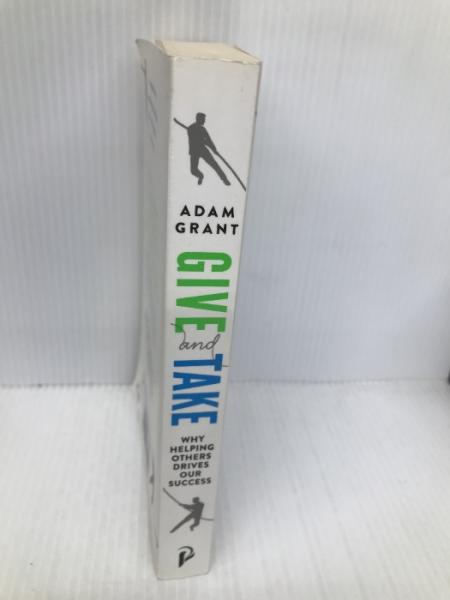 ADAM
GRANT
GIVE
and
TAKE
WHY
HELPING
OTHERS
DRIVES
OUR
SUCCESS